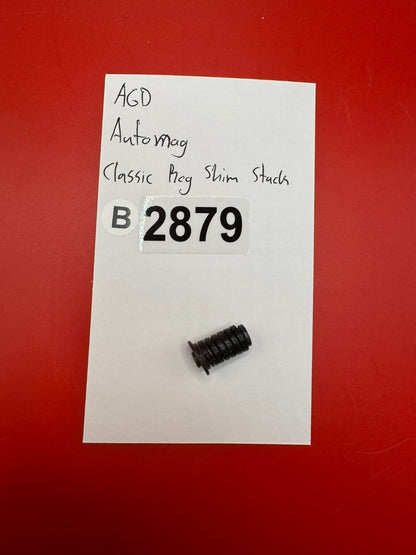 AGD
Automag
Classic Reg Shim Stack
B 2879